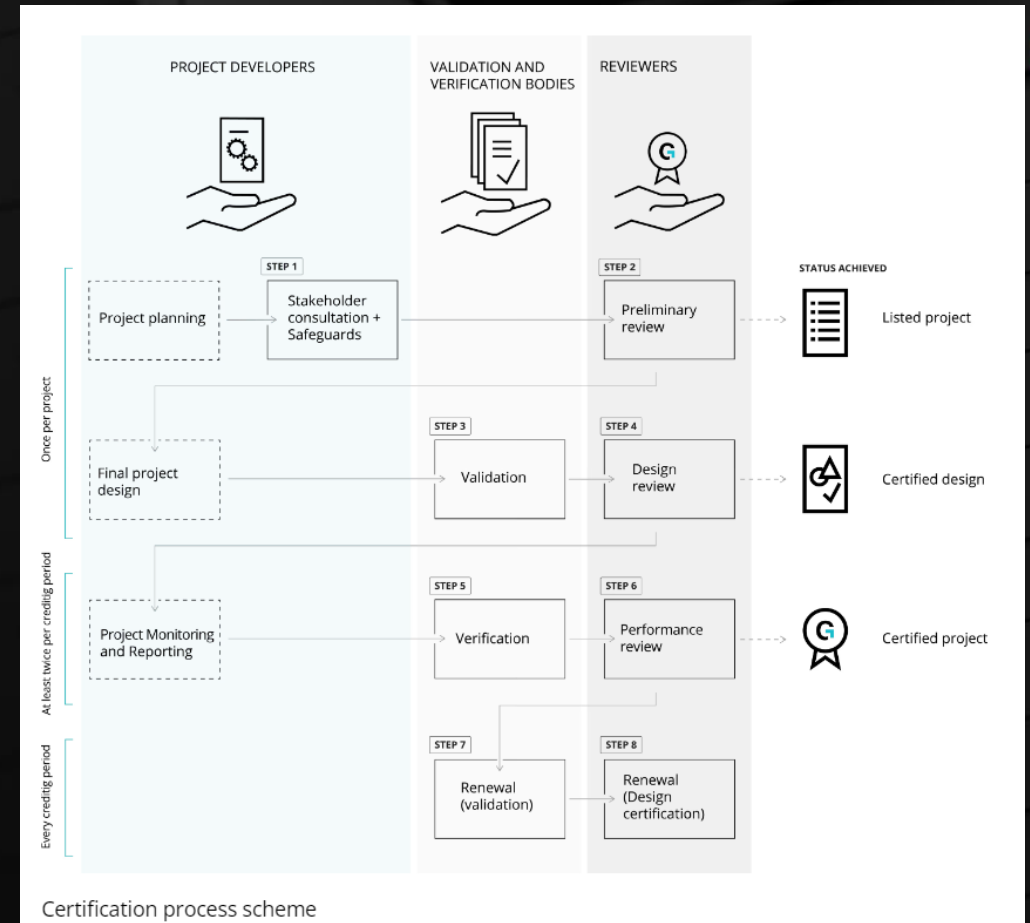 PROJECT DEVELOPERS
VALIDATION AND
VERIFICATION BODIES
REVIEWERS
G
STATUS ACHIEVED
Once per project
Project planning
STEP 1
Stakeholder
consultation +
Safeguards
STEP 2
Preliminary
review
Listed project
Final project
design
STEP 3
Validation
STEP 4
Design
review
Certified design
At least twice per creditig period
Project Monitoring
and Reporting
STEP 5
Verification
STEP 6
Performance
review
G
Certified project
Every creditig period
STEP 7
Renewal
(validation)
STEP 8
Renewal
(Design
certification)
Certification process scheme